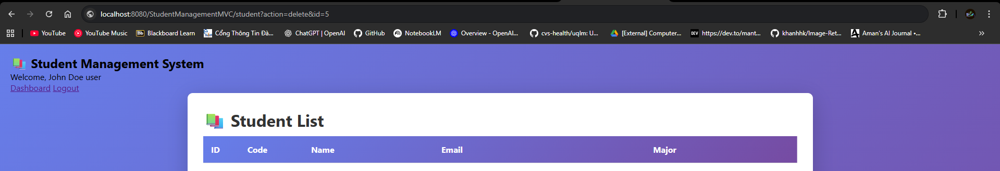 localhost:8080/StudentManagementMVC/student?action=delete&id=5
YouTube YouTube Music Bb Blackboard Learn Cổng Thông Tin Đà... ChatGPT | OpenAI GitHub NotebookLM Overview - OpenAI... cvs-health/uqlm: U... [External] Computer... DEV https://dev.to/mant... khanhhk/Image-Ret... Aman's AI Journal •... »
Student Management System
Welcome, John Doe user
Dashboard Logout
Student List
ID Code Name Email Major